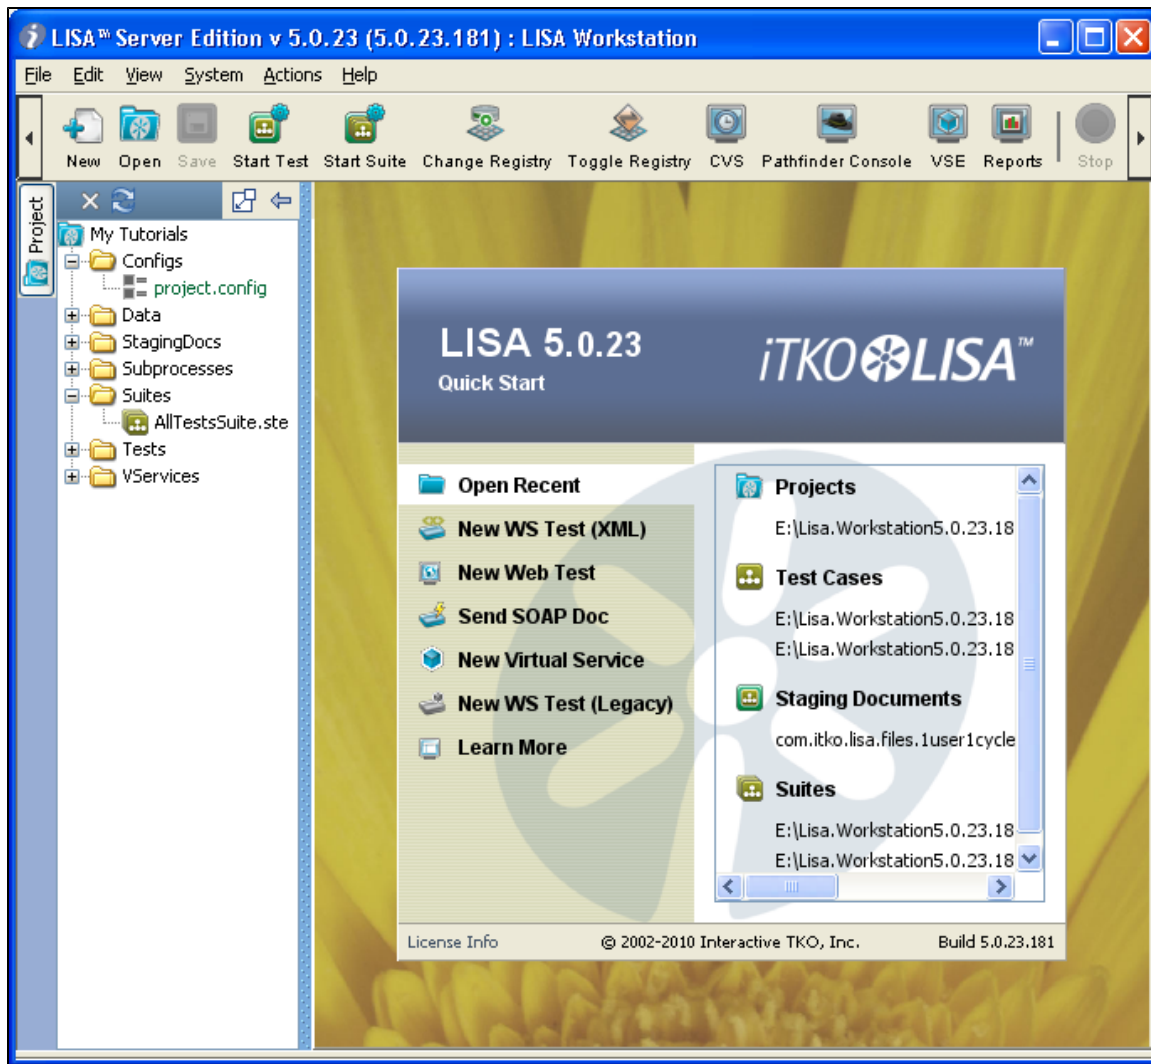 LISA™ Server Edition v 5.0.23 (5.0.23.181) : LISA Workstation
File Edit View System Actions Help
New Open Save Start Test Start Suite Change Registry Toggle Registry CVS Pathfinder Console VSE Reports Stop
Project
My Tutorials
Configs
project.config
Data
StagingDocs
Subprocesses
Suites
AllTestsSuite.ste
Tests
VServices
LISA 5.0.23
Quick Start
iTKO LISA™
Open Recent
New WS Test (XML)
New Web Test
Send SOAP Doc
New Virtual Service
New WS Test (Legacy)
Learn More
Projects
E:\Lisa.Workstation5.0.23.18
Test Cases
E:\Lisa.Workstation5.0.23.18
E:\Lisa.Workstation5.0.23.18
Staging Documents
com.itko.lisa.files.1user1cycle
Suites
E:\Lisa.Workstation5.0.23.18
E:\Lisa.Workstation5.0.23.18
License Info © 2002-2010 Interactive TKO, Inc. Build 5.0.23.181